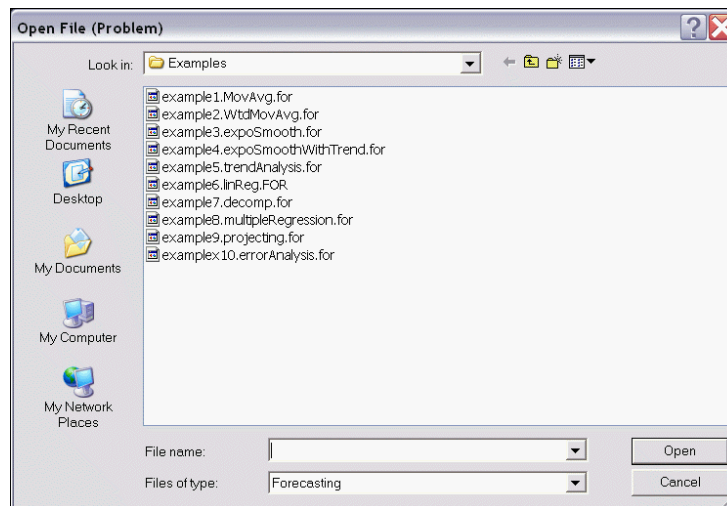 Open File (Problem)
Look in:
Examples
My Recent
Documents
Desktop
My Documents
My Computer
My Network
Places
example1.MovAvg.for
example2.WtdMovAvg.for
example3.expoSmooth.for
example4.expoSmoothWithTrend.for
example5.trendAnalysis.for
example6.linReg.FOR
example7.decomp.for
example8.multipleRegression.for
example9.projecting.for
examplex10.errorAnalysis.for
File name:
Open
Files of type:
Forecasting
Cancel